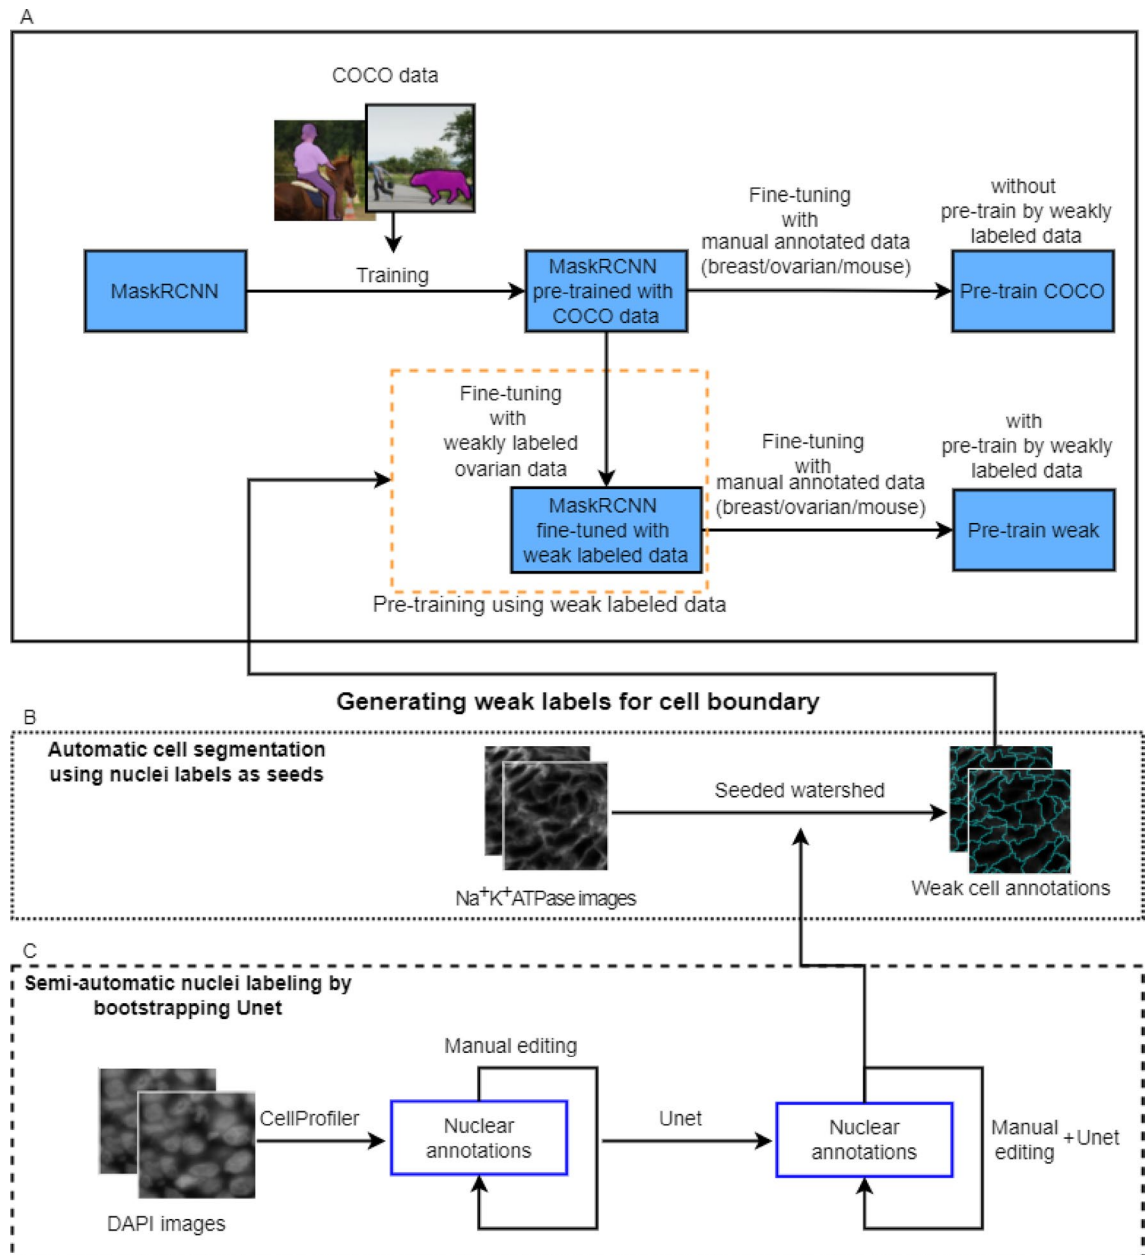 A
COCO data
Training
MaskRCNN
MaskRCNN
pre-trained with
COCO data
Fine-tuning
with
manual annotated data
(breast/ovarian/mouse)
without
pre-train by weakly
labeled data
Pre-train COCO
Fine-tuning
with
weakly labeled
ovarian data
MaskRCNN
fine-tuned with
weak labeled data
Pre-training using weak labeled data
Fine-tuning
with
manual annotated data
(breast/ovarian/mouse)
with
pre-train by weakly
labeled data
Pre-train weak
Generating weak labels for cell boundary
B
Automatic cell segmentation
using nuclei labels as seeds
Na⁺K⁺ATPase images
Seeded watershed
Weak cell annotations
C
Semi-automatic nuclei labeling by
bootstrapping Unet
DAPI images
CellProfiler
Manual editing
Nuclear
annotations
Unet
Nuclear
annotations
Manual
editing
+Unet